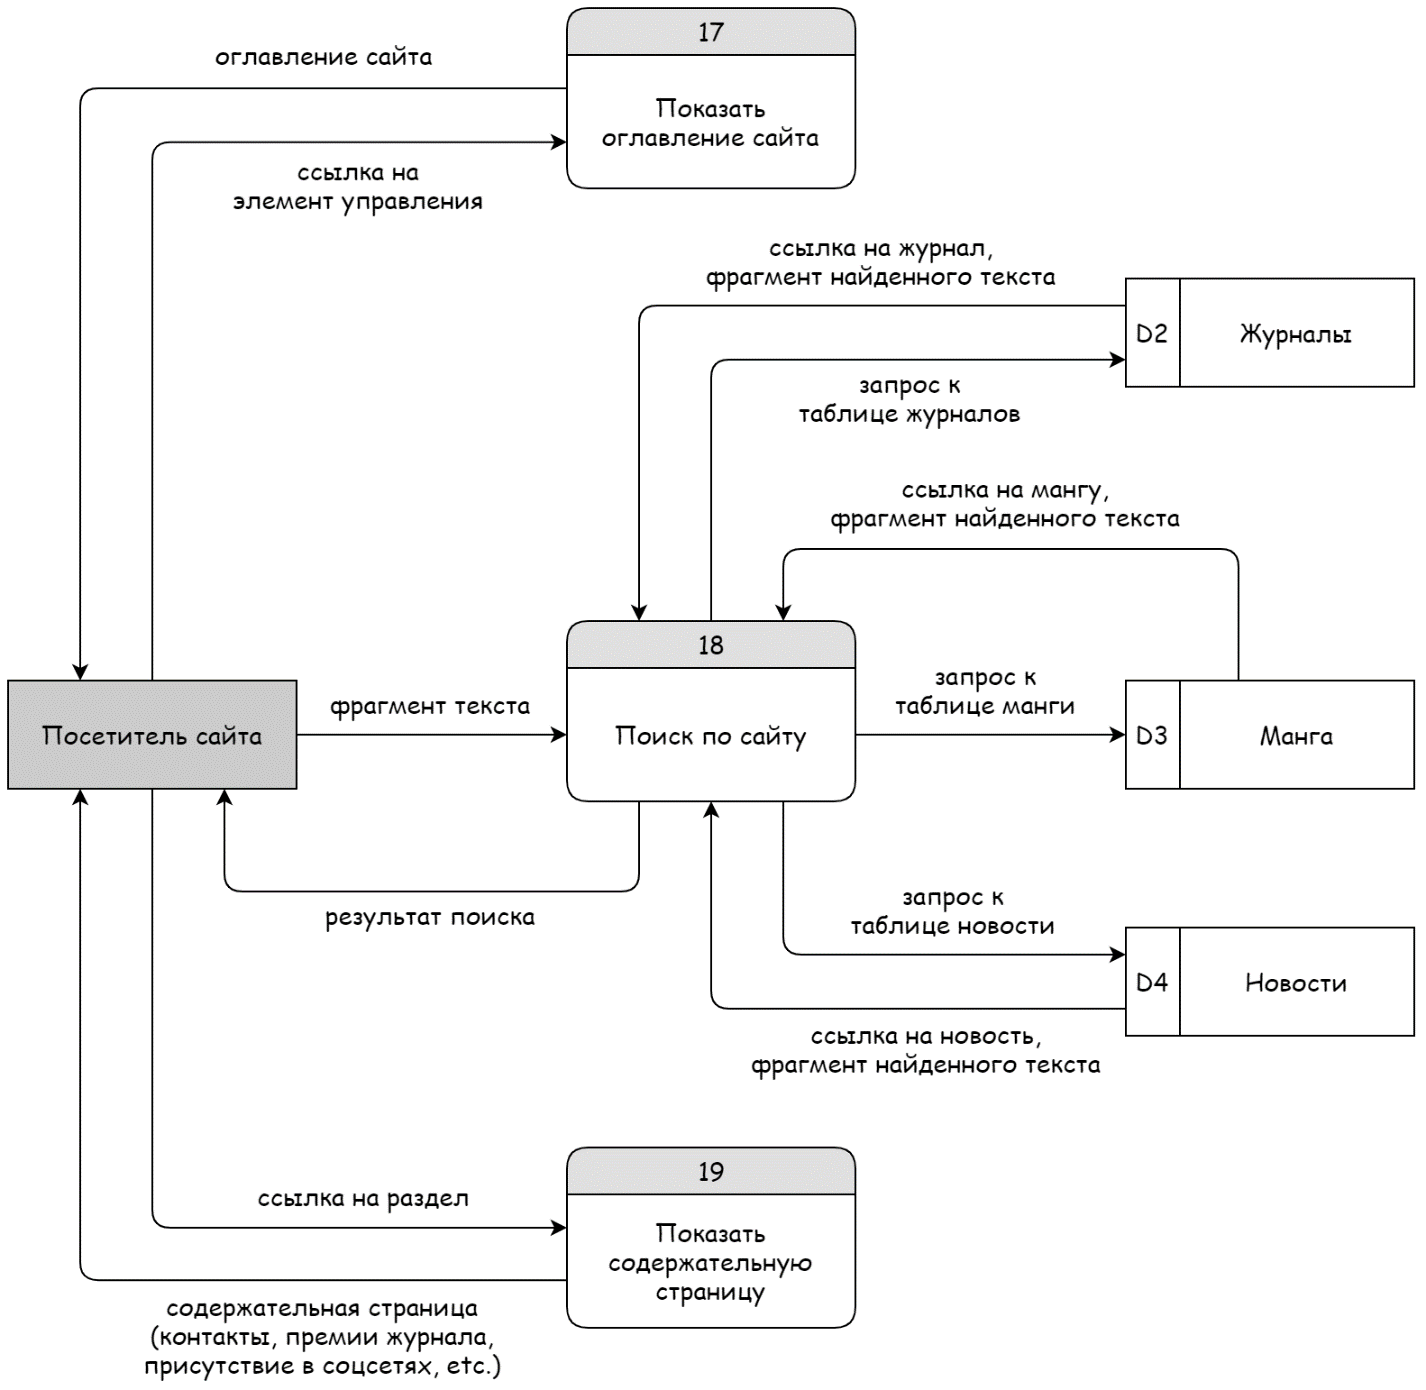 17
оглавление сайта
Показать
оглавление сайта
ссылка на
элемент управления
ссылка на журнал,
фрагмент найденного текста
D2
Журналы
запрос к
таблице журналов
ссылка на мангу,
фрагмент найденного текста
18
Посетитель сайта
фрагмент текста
Поиск по сайту
запрос к
таблице манги
D3
Манга
результат поиска
запрос к
таблице новости
D4
Новости
ссылка на новость,
фрагмент найденного текста
19
ссылка на раздел
Показать
содержательную
страницу
содержательная страница
(контакты, премии журнала,
присутствие в соцсетях, etc.)